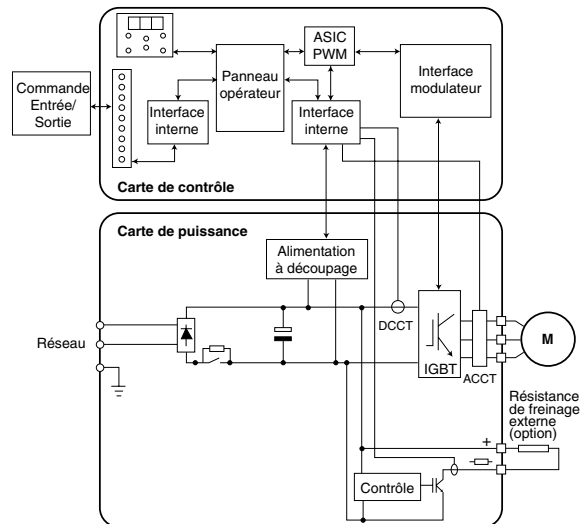 ASIC
PWM
Commande
Entrée/
Sortie
Panneau
opérateur
Interface
modulateur
Interface
interne
Interface
interne
Carte de contrôle
Carte de puissance
Alimentation
à découpage
DCCT
Réseau
IGBT
ACCT
M
Résistance
de freinage
externe
(option)
+
Contrôle